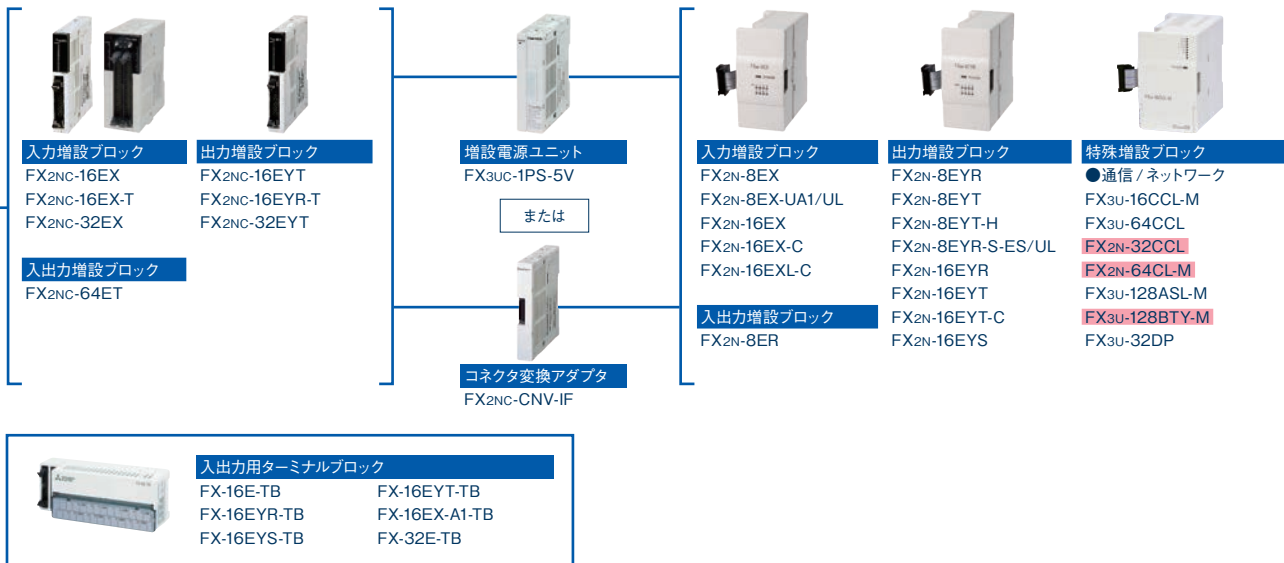 入力増設ブロック
FX2NC-16EX
FX2NC-16EX-T
FX2NC-32EX
入出力増設ブロック
FX2NC-64ET
出力増設ブロック
FX2NC-16EYT
FX2NC-16EYR-T
FX2NC-32EYT
増設電源ユニット
FX3UC-1PS-5V
または
コネクタ変換アダプタ
FX2NC-CNV-IF
入力増設ブロック
FX2N-8EX
FX2N-8EX-UA1/UL
FX2N-16EX
FX2N-16EX-C
FX2N-16EXL-C
入出力増設ブロック
FX2N-8ER
出力増設ブロック
FX2N-8EYR
FX2N-8EYT
FX2N-8EYT-H
FX2N-8EYR-S-ES/UL
FX2N-16EYR
FX2N-16EYT
FX2N-16EYT-C
FX2N-16EYS
特殊増設ブロック
●通信 / ネットワーク
FX3U-16CCL-M
FX3U-64CCL
FX2N-32CCL
FX2N-64CL-M
FX3U-128ASL-M
FX3U-128BTY-M
FX3U-32DP
入出力用ターミナルブロック
FX-16E-TB
FX-16EYR-TB
FX-16EYS-TB
FX-16EYT-TB
FX-16EX-A1-TB
FX-32E-TB